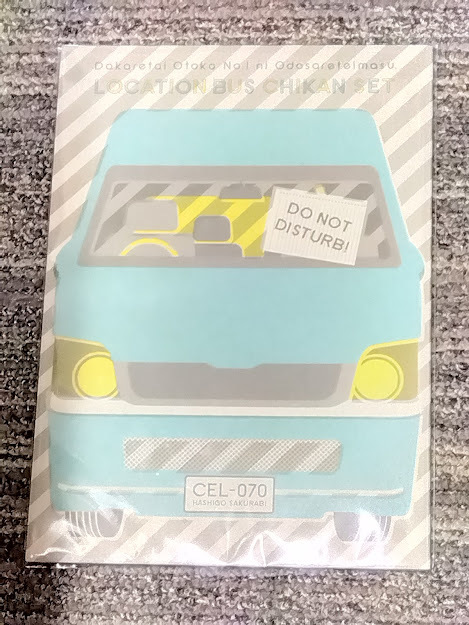 Dakaretai Otoko No.1 ni Odosareteimasu.
LOCATION BUS CHIKAN SET
DO NOT
DISTURB!
CEL-070
HASHIGO SAKURABI